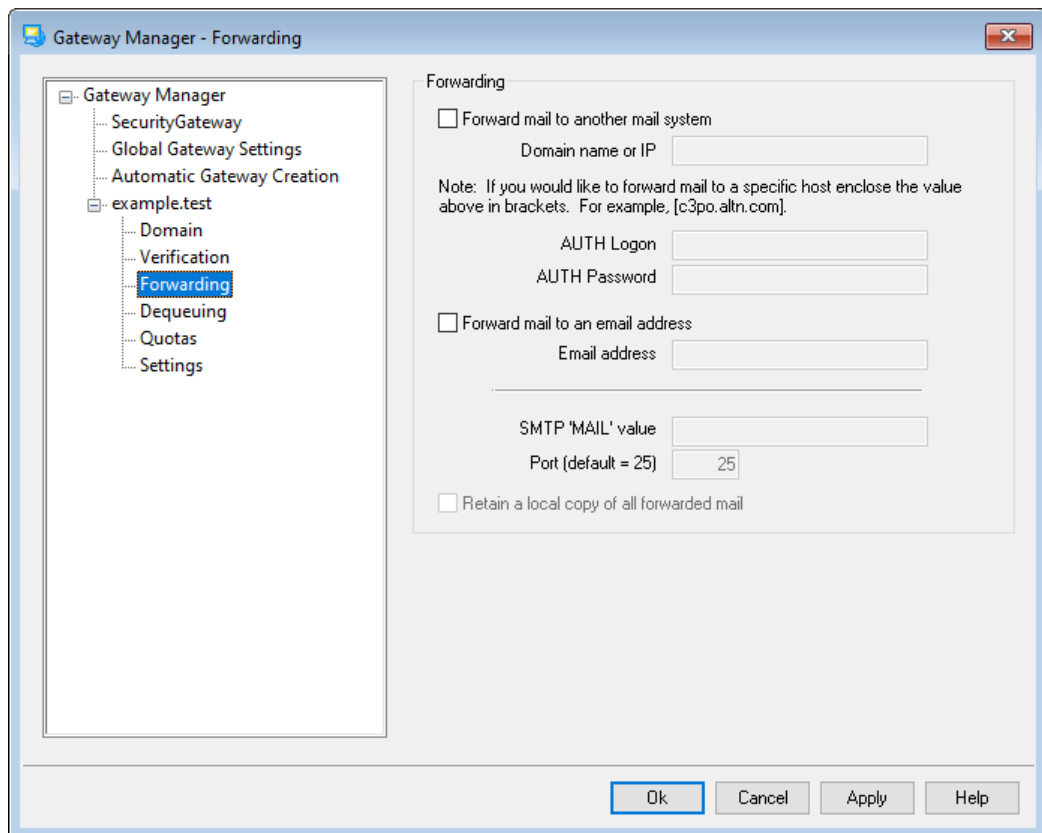 Gateway Manager - Forwarding
Gateway Manager
SecurityGateway
Global Gateway Settings
Automatic Gateway Creation
example.test
Domain
Verification
Forwarding
Dequeuing
Quotas
Settings
Forwarding
Forward mail to another mail system
Domain name or IP
Note: If you would like to forward mail to a specific host enclose the value
above in brackets. For example, [c3po.altn.com].
AUTH Logon
AUTH Password
Forward mail to an email address
Email address
SMTP 'MAIL' value
Port (default = 25) 25
Retain a local copy of all forwarded mail
Ok Cancel Apply Help